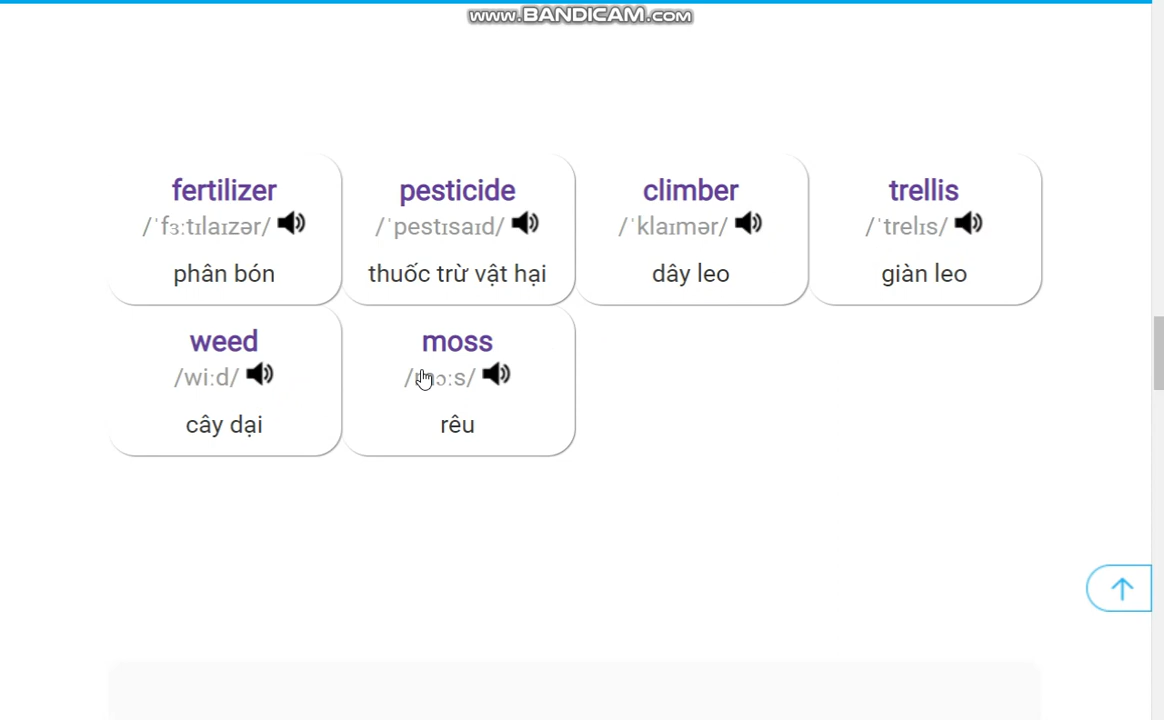 www.BANDICAM.com
fertilizer pesticide climber trellis
/ˈfɜːtɪlaɪzər/ /ˈpestɪsaɪd/ /ˈklaɪmər/ /ˈtrelɪs/
phân bón thuốc trừ vật hại dây leo giàn leo
weed moss
/wiːd/
cây dại rêu